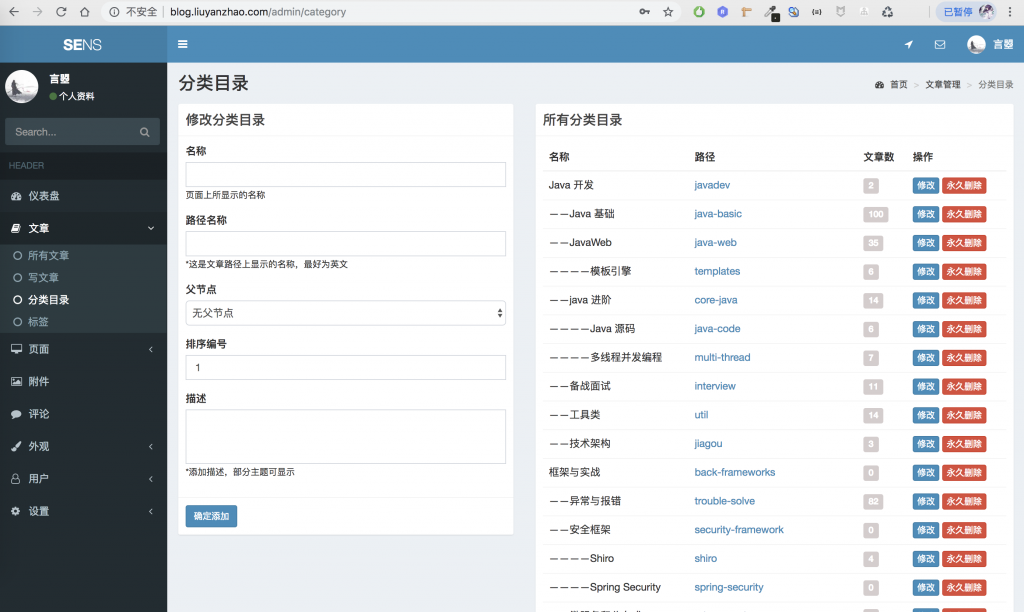 不安全 blog.liuyanzhao.com/admin/category
已暂停
SENS
言曌
言曌
个人资料
Search...
HEADER
仪表盘
文章
所有文章
写文章
分类目录
标签
页面
附件
评论
外观
用户
设置
分类目录
首页 > 文章管理 > 分类目录
修改分类目录
名称
页面上所显示的名称
路径名称
*这是文章路径上显示的名称，最好为英文
父节点
无父节点
排序编号
1
描述
*添加描述，部分主题可显示
确定添加
所有分类目录
名称 路径 文章数 操作
Java 开发 javadev 2 修改 永久删除
——Java 基础 java-basic 100 修改 永久删除
——JavaWeb java-web 35 修改 永久删除
————模板引擎 templates 6 修改 永久删除
——java 进阶 core-java 14 修改 永久删除
————Java 源码 java-code 6 修改 永久删除
————多线程并发编程 multi-thread 7 修改 永久删除
——备战面试 interview 11 修改 永久删除
——工具类 util 14 修改 永久删除
——技术架构 jiagou 3 修改 永久删除
框架与实战 back-frameworks 0 修改 永久删除
——异常与报错 trouble-solve 82 修改 永久删除
——安全框架 security-framework 0 修改 永久删除
————Shiro shiro 4 修改 永久删除
————Spring Security spring-security 0 修改 永久删除